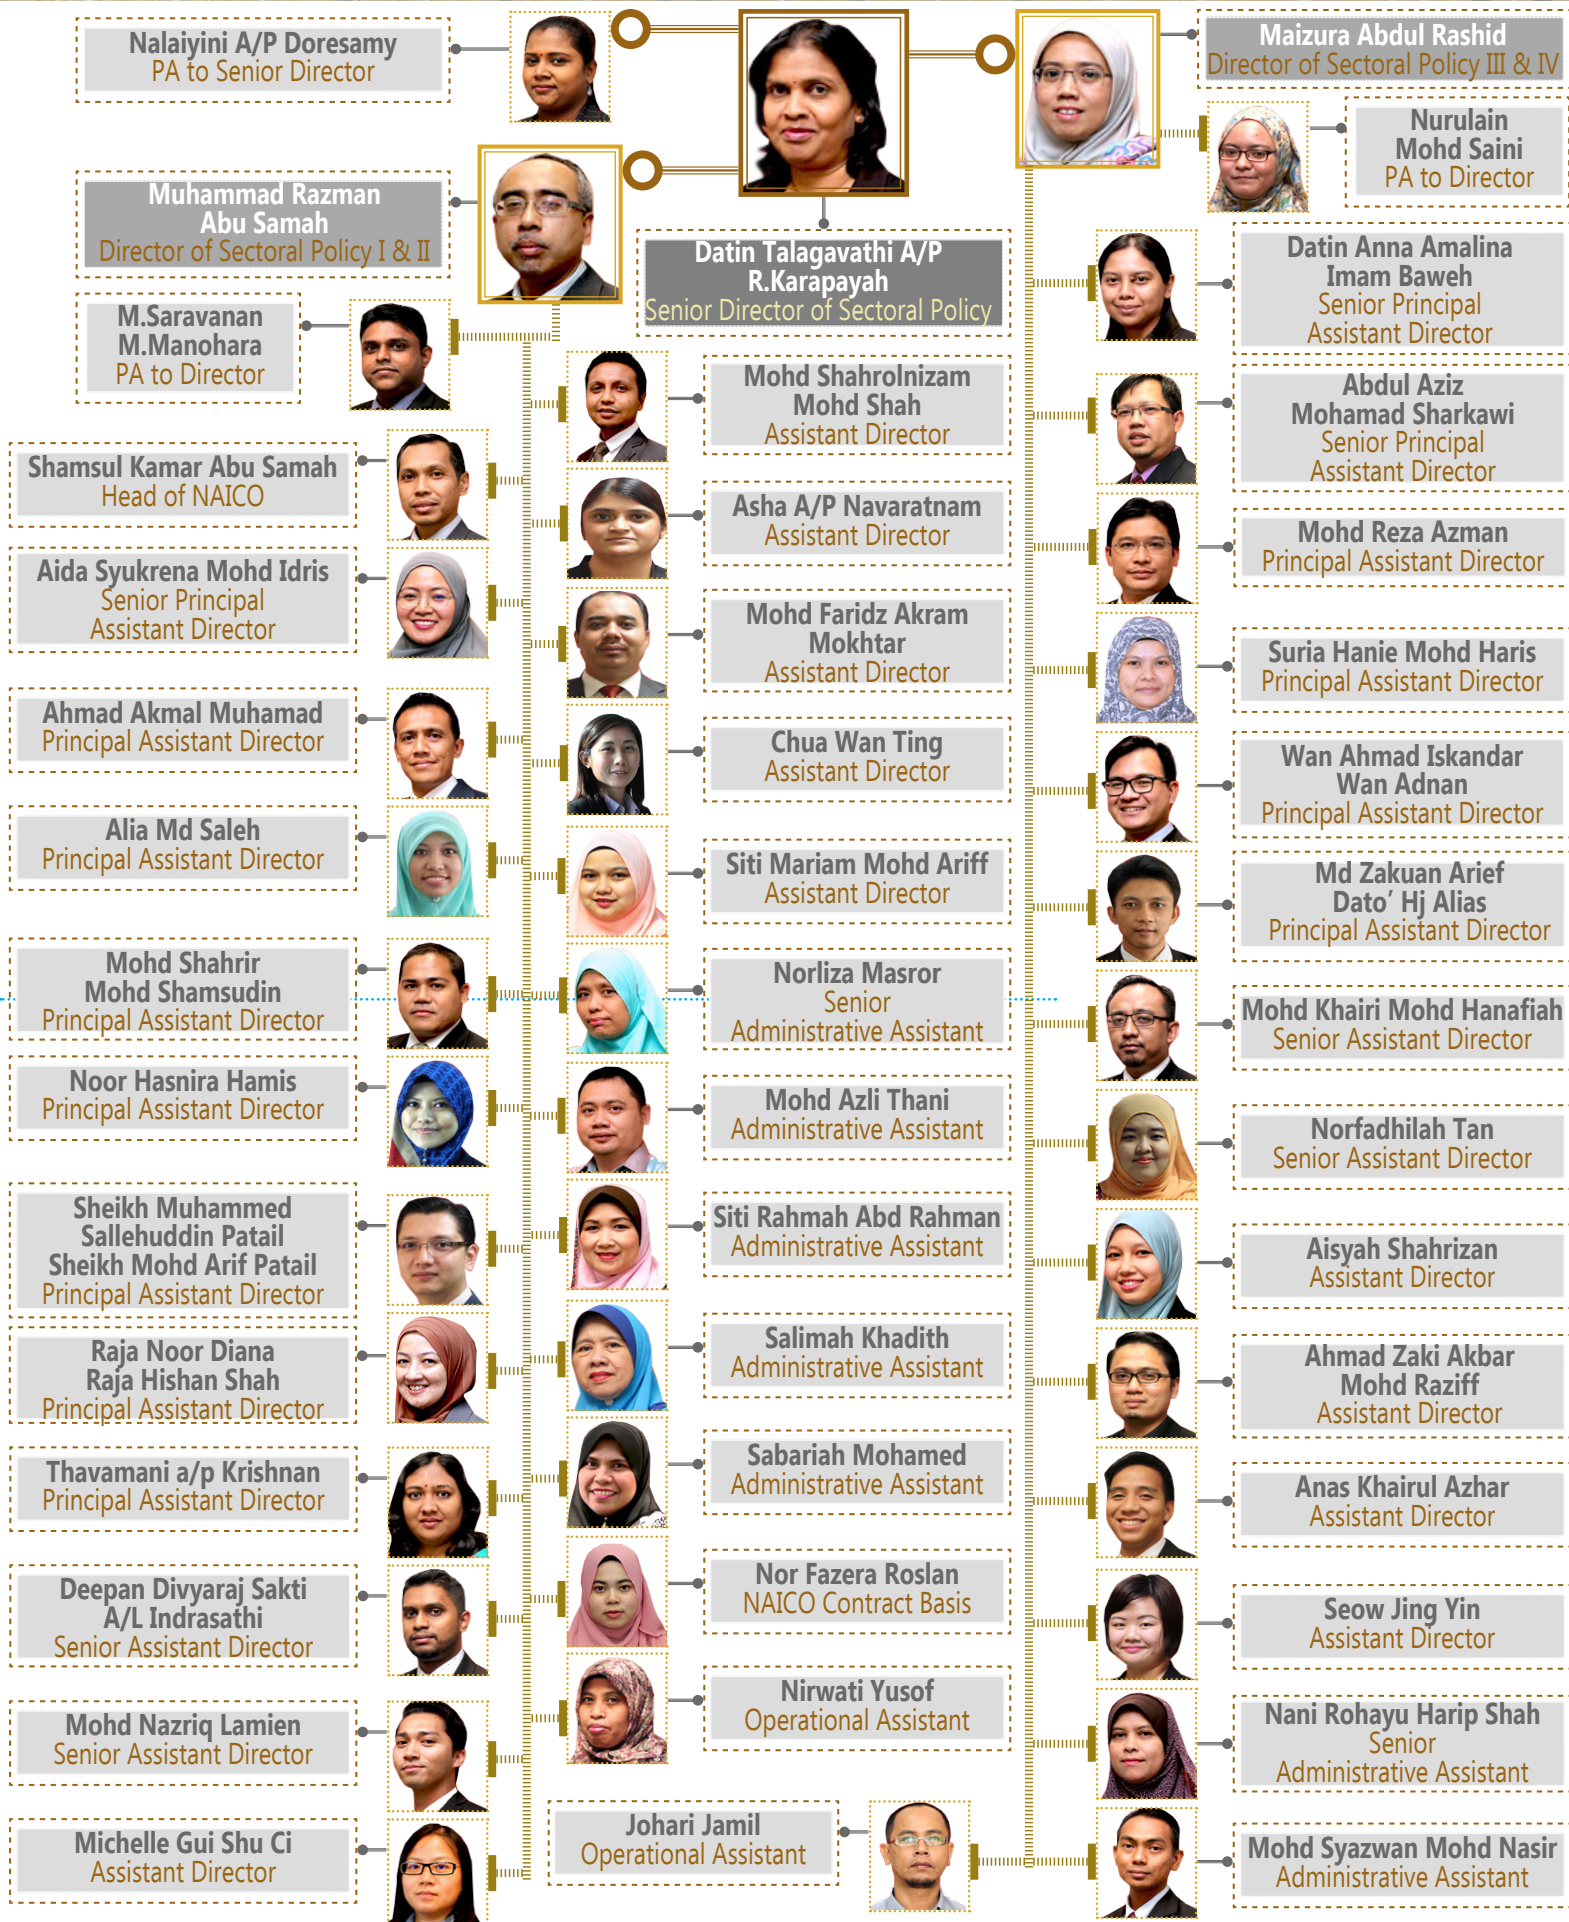 Nalaiyini A/P Doresamy
PA to Senior Director
Maizura Abdul Rashid
Director of Sectoral Policy III & IV
Nurulain
Mohd Saini
PA to Director
Muhammad Razman
Abu Samah
Director of Sectoral Policy I & II
Datin Talagavathi A/P
R.Karapayah
Senior Director of Sectoral Policy
M.Saravanan
M.Manohara
PA to Director
Shamsul Kamar Abu Samah
Head of NAICO
Aida Syukrena Mohd Idris
Senior Principal
Assistant Director
Ahmad Akmal Muhamad
Principal Assistant Director
Alia Md Saleh
Principal Assistant Director
Mohd Shahrir
Mohd Shamsudin
Principal Assistant Director
Noor Hasnira Hamis
Principal Assistant Director
Sheikh Muhammed
Sallehuddin Patail
Sheikh Mohd Arif Patail
Principal Assistant Director
Raja Noor Diana
Raja Hishan Shah
Principal Assistant Director
Thavamani a/p Krishnan
Principal Assistant Director
Deepan Divyaraj Sakti
A/L Indrasathi
Senior Assistant Director
Mohd Nazriq Lamien
Senior Assistant Director
Michelle Gui Shu Ci
Assistant Director
Mohd Shahrolnizam
Mohd Shah
Assistant Director
Asha A/P Navaratnam
Assistant Director
Mohd Faridz Akram
Mokhtar
Assistant Director
Chua Wan Ting
Assistant Director
Siti Mariam Mohd Ariff
Assistant Director
Norliza Masror
Senior
Administrative Assistant
Mohd Azli Thani
Administrative Assistant
Siti Rahmah Abd Rahman
Administrative Assistant
Salimah Khadith
Administrative Assistant
Sabariah Mohamed
Administrative Assistant
Nor Fazera Roslan
NAICO Contract Basis
Nirwati Yusof
Operational Assistant
Johari Jamil
Operational Assistant
Datin Anna Amalina
Imam Baweh
Senior Principal
Assistant Director
Abdul Aziz
Mohamad Sharkawi
Senior Principal
Assistant Director
Mohd Reza Azman
Principal Assistant Director
Suria Hanie Mohd Haris
Principal Assistant Director
Wan Ahmad Iskandar
Wan Adnan
Principal Assistant Director
Md Zakuan Arief
Dato’ Hj Alias
Principal Assistant Director
Mohd Khairi Mohd Hanafiah
Senior Assistant Director
Norfadhilah Tan
Senior Assistant Director
Aisyah Shahrizan
Assistant Director
Ahmad Zaki Akbar
Mohd Raziff
Assistant Director
Anas Khairul Azhar
Assistant Director
Seow Jing Yin
Assistant Director
Nani Rohayu Harip Shah
Senior
Administrative Assistant
Mohd Syazwan Mohd Nasir
Administrative Assistant